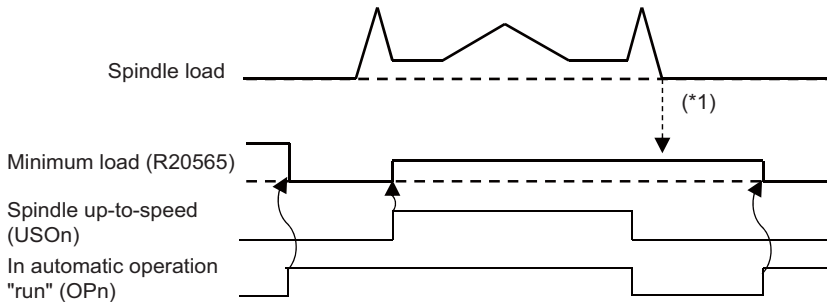 Spindle load
(*1)
Minimum load (R20565)
Spindle up-to-speed
(USOn)
In automatic operation
"run" (OPn)